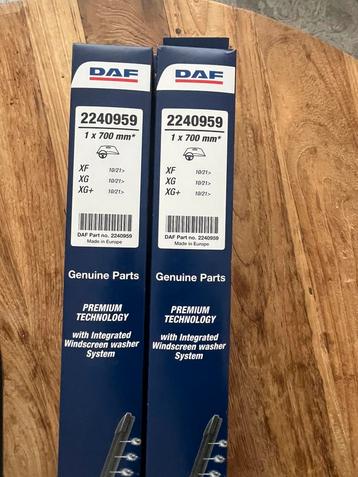 DAF
2240959
1 x 700 mm*
XF 10/21>
XG 10/21>
XG+ 10/21>
DAF Part no. 2240959
Made in Europe
Genuine Parts
PREMIUM
TECHNOLOGY
with Integrated
Windscreen washer
System
DAF
2240959
1 x 700 mm*
XF 10/21>
XG 10/21>
XG+ 10/21>
DAF Part no. 2240959
Made in Europe
Genuine Parts
PREMIUM
TECHNOLOGY
with Integrated
Windscreen washer
System